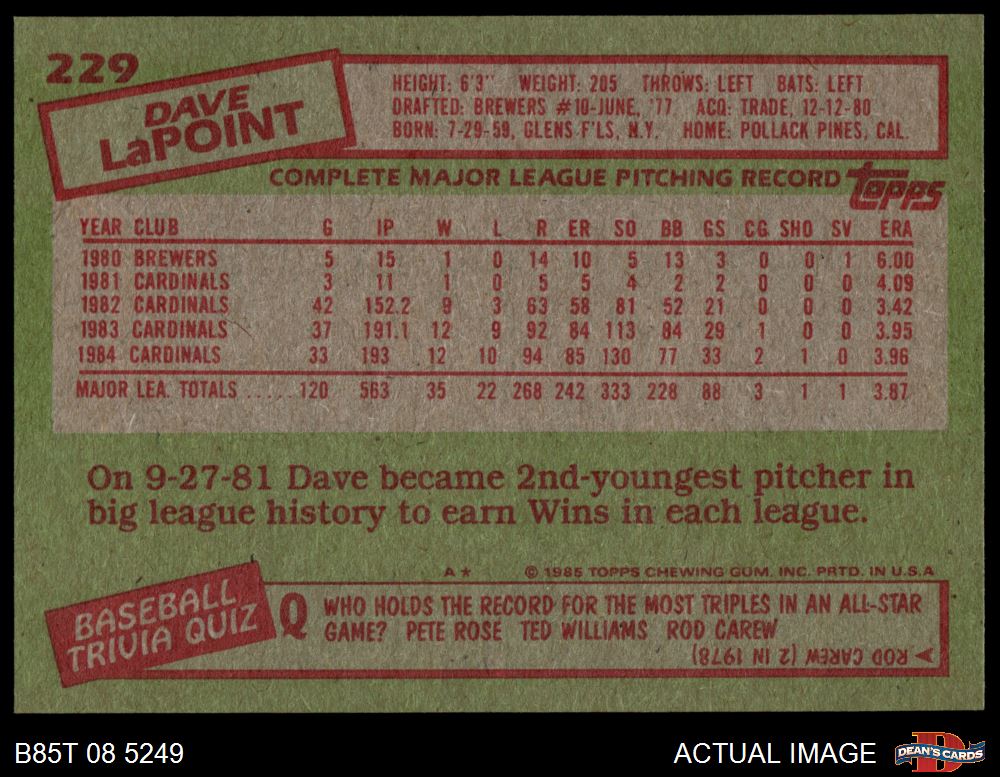 229
DAVE
LaPOINT
HEIGHT: 6'3" WEIGHT: 205 THROWS: LEFT BATS: LEFT
DRAFTED: BREWERS #10-JUNE, '77 ACQ: TRADE, 12-12-80
BORN: 7-29-59, GLENS F'LS, N.Y. HOME: POLLACK PINES, CAL.
COMPLETE MAJOR LEAGUE PITCHING RECORD topps
YEAR CLUB G IP W L R ER SO BB GS CG SHO SV ERA
1980 BREWERS 5 15 1 0 14 10 5 13 3 0 0 1 6.00
1981 CARDINALS 3 11 1 0 5 5 4 2 2 0 0 0 4.09
1982 CARDINALS 42 152.2 9 3 63 58 81 52 21 0 0 0 3.42
1983 CARDINALS 37 191.1 12 9 92 84 113 84 29 1 0 0 3.95
1984 CARDINALS 33 193 12 10 94 85 130 77 33 2 1 0 3.96
MAJOR LEA. TOTALS ..... 120 563 35 22 268 242 333 228 88 3 1 1 3.87
On 9-27-81 Dave became 2nd-youngest pitcher in
big league history to earn Wins in each league.
A* © 1985 TOPPS CHEWING GUM, INC. PRTD. IN U.S.A
BASEBALL
TRIVIA QUIZ
Q WHO HOLDS THE RECORD FOR THE MOST TRIPLES IN AN ALL-STAR
GAME? PETE ROSE TED WILLIAMS ROD CAREW
ROD CAREW (2 IN 1978)
B85T 08 5249 ACTUAL IMAGE DEAN'S CARDS